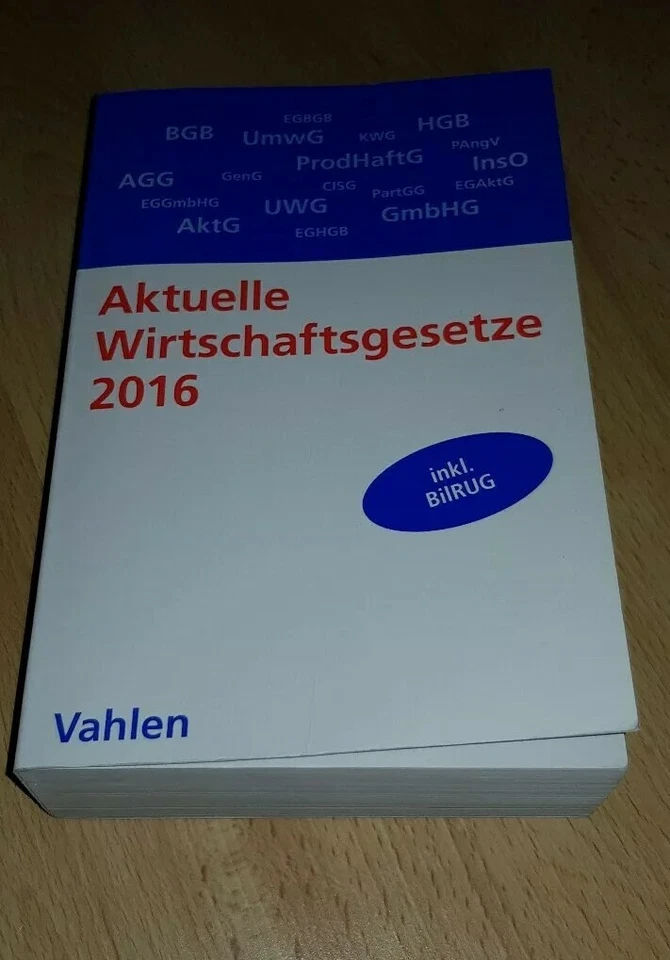 EGBGB
BGB UmwG KWG HGB
PAngV
ProdHaftG InsO
AGG GenG CISG PartGG EGAktG
EGGmbHG UWG GmbHG
AktG EGHGB
Aktuelle
Wirtschaftsgesetze
2016
inkl.
BilRUG
Vahlen